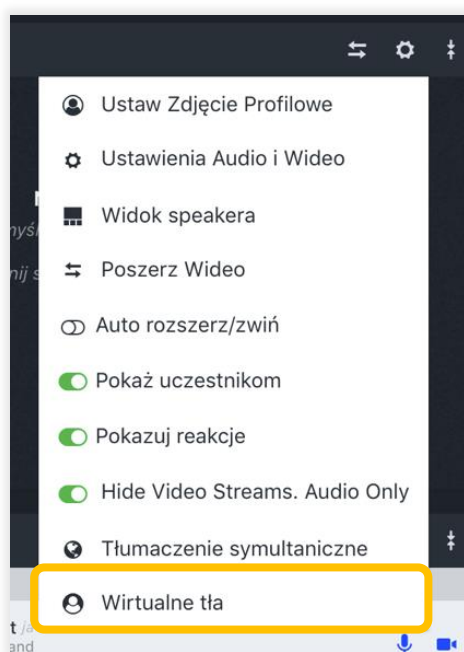 Ustaw Zdjęcie Profilowe
Ustawienia Audio i Wideo
Widok speakera
Poszerz Wideo
Auto rozszerz/zwiń
Pokaż uczestnikom
Pokazuj reakcje
Hide Video Streams. Audio Only
Tłumaczenie symultaniczne
Wirtualne tła